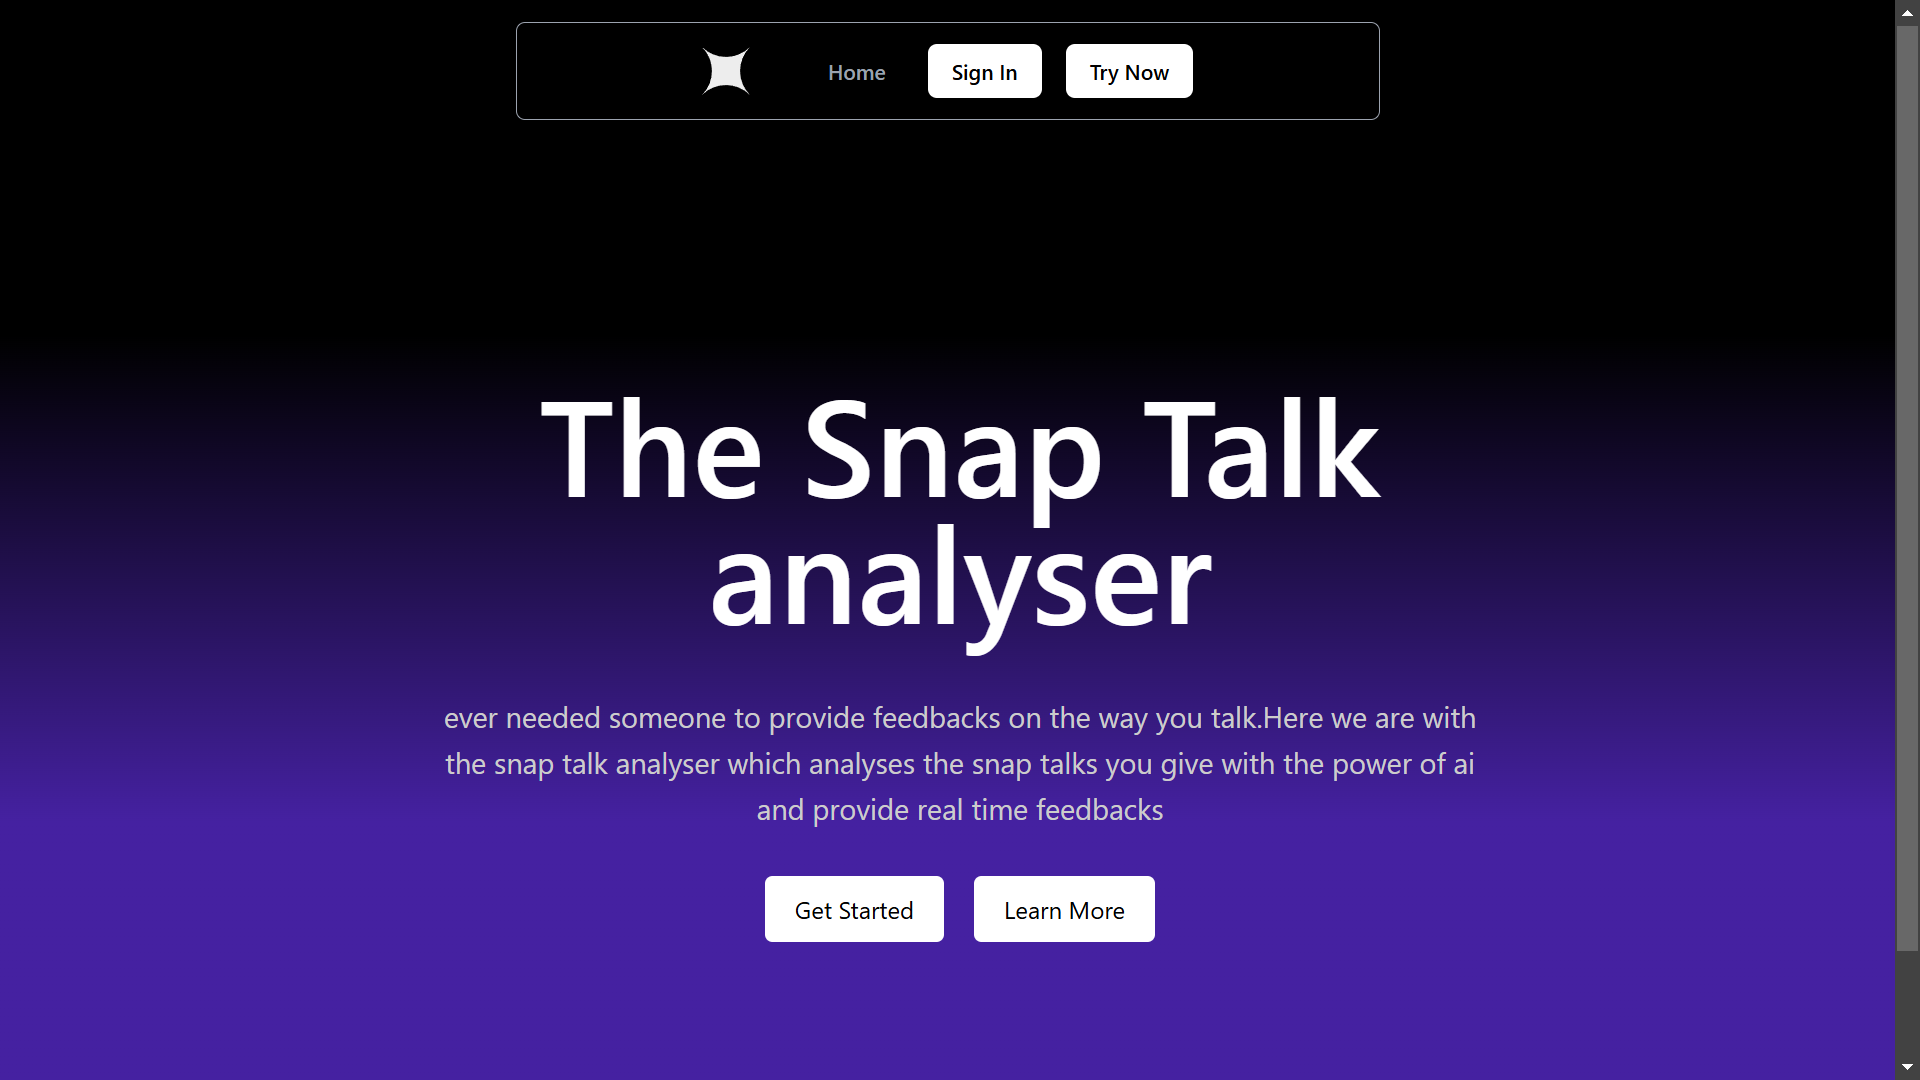 Home
Sign In
Try Now
The Snap Talk
analyser
ever needed someone to provide feedbacks on the way you talk.Here we are with
the snap talk analyser which analyses the snap talks you give with the power of ai
and provide real time feedbacks
Get Started
Learn More